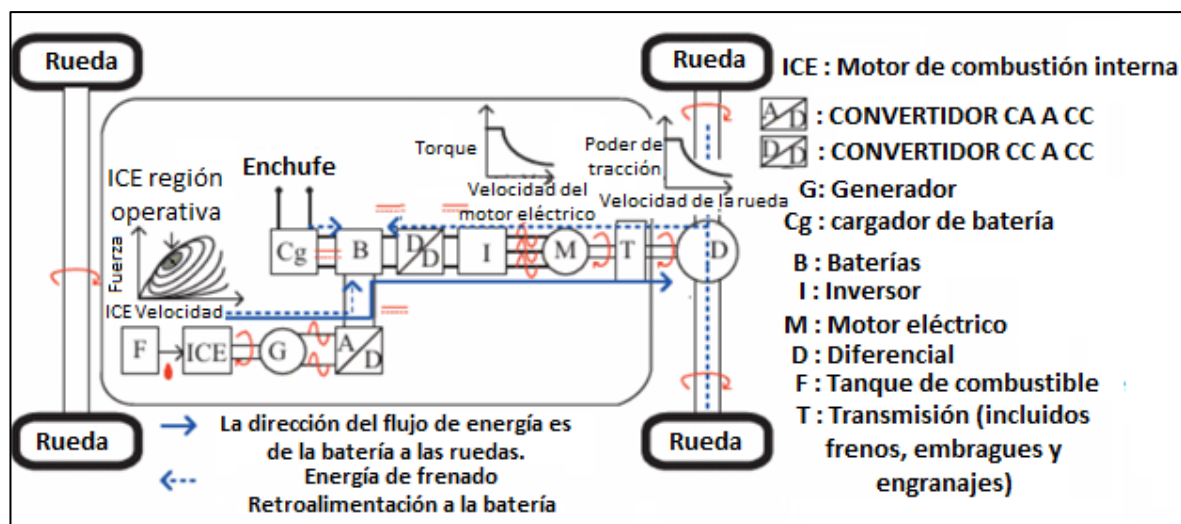 Rueda
Rueda
ICE : Motor de combustión interna
A/D : CONVERTIDOR CA A CC
D/D : CONVERTIDOR CC A CC
G: Generador
Cg : cargador de batería
B : Baterías
I : Inversor
M : Motor eléctrico
D : Diferencial
F : Tanque de combustible
T : Transmisión (incluidos
frenos, embragues y
engranajes)
Torque
Velocidad del
motor eléctrico
Poder de
tracción
Velocidad de la rueda
Enchufe
ICE región
operativa
Fuerza
ICE Velocidad
Cg
B
D/D
I
M
T
D
F
ICE
G
A/D
Rueda
Rueda
La dirección del flujo de energía es
de la batería a las ruedas.
Energía de frenado
Retroalimentación a la batería